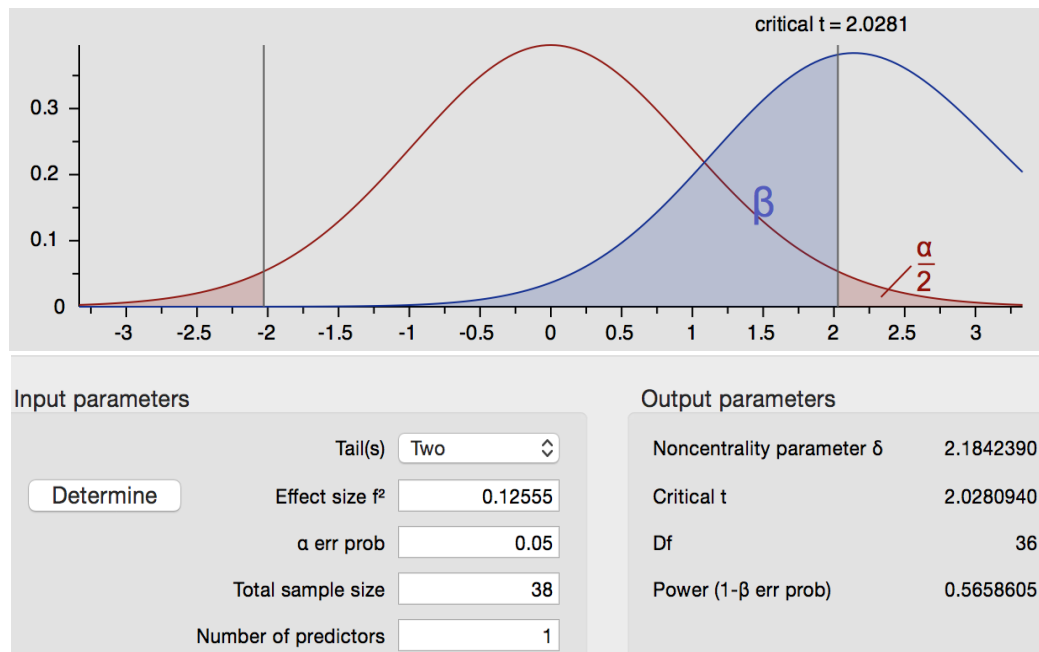 critical t = 2.0281
0.3
0.2
0.1
0
β
α
2
-3 -2.5 -2 -1.5 -1 -0.5 0 0.5 1 1.5 2 2.5 3
Input parameters
Output parameters
Tail(s) Two
Noncentrality parameter δ 2.1842390
Determine Effect size f² 0.12555
Critical t 2.0280940
α err prob 0.05
Df 36
Total sample size 38
Power (1-β err prob) 0.5658605
Number of predictors 1